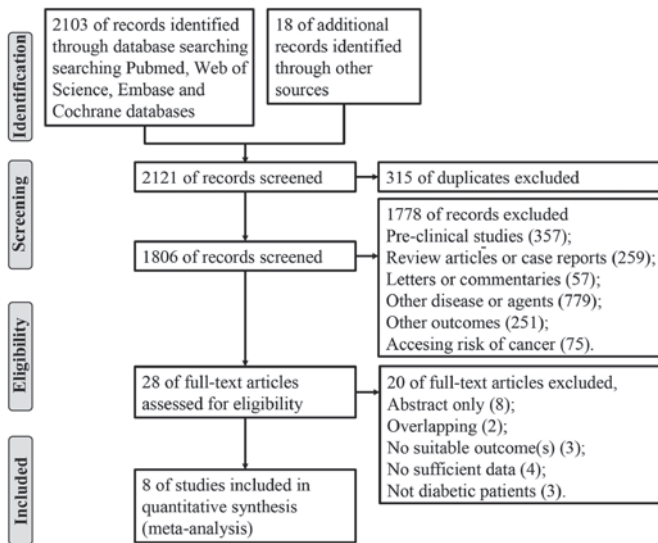 2103 of records identified
through database searching
searching Pubmed, Web of
Science, Embase and
Cochrane databases
18 of additional
records identified
through other
sources
Identification
2121 of records screened
315 of duplicates excluded
Screening
1806 of records screened
1778 of records excluded
Pre-clinical studies (357);
Review articles or case reports (259);
Letters or commentaries (57);
Other disease or agents (779);
Other outcomes (251);
Accesing risk of cancer (75).
Eligibility
28 of full-text articles
assessed for eligibility
20 of full-text articles excluded,
Abstract only (8);
Overlapping (2);
No suitable outcome(s) (3);
No sufficient data (4);
Not diabetic patients (3).
Included
8 of studies included in
quantitative synthesis
(meta-analysis)